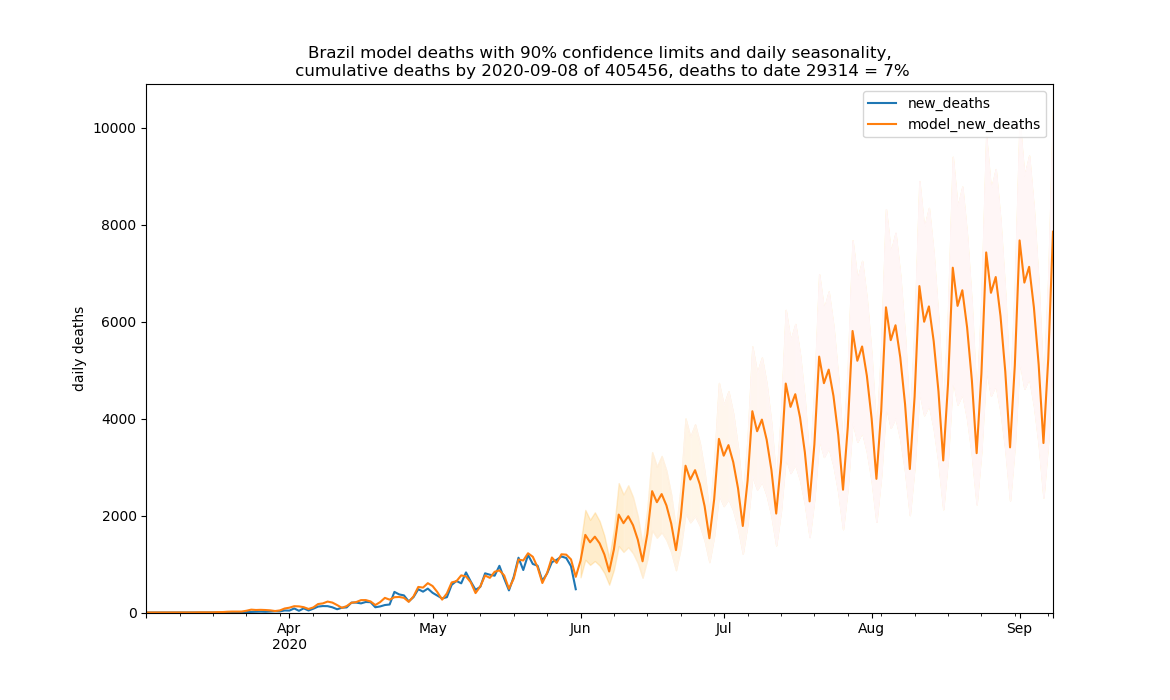 Brazil model deaths with 90% confidence limits and daily seasonality,
cumulative deaths by 2020-09-08 of 405456, deaths to date 29314 = 7%
new_deaths
model_new_deaths
daily deaths
10000
8000
6000
4000
2000
0
Apr
2020
May
Jun
Jul
Aug
Sep